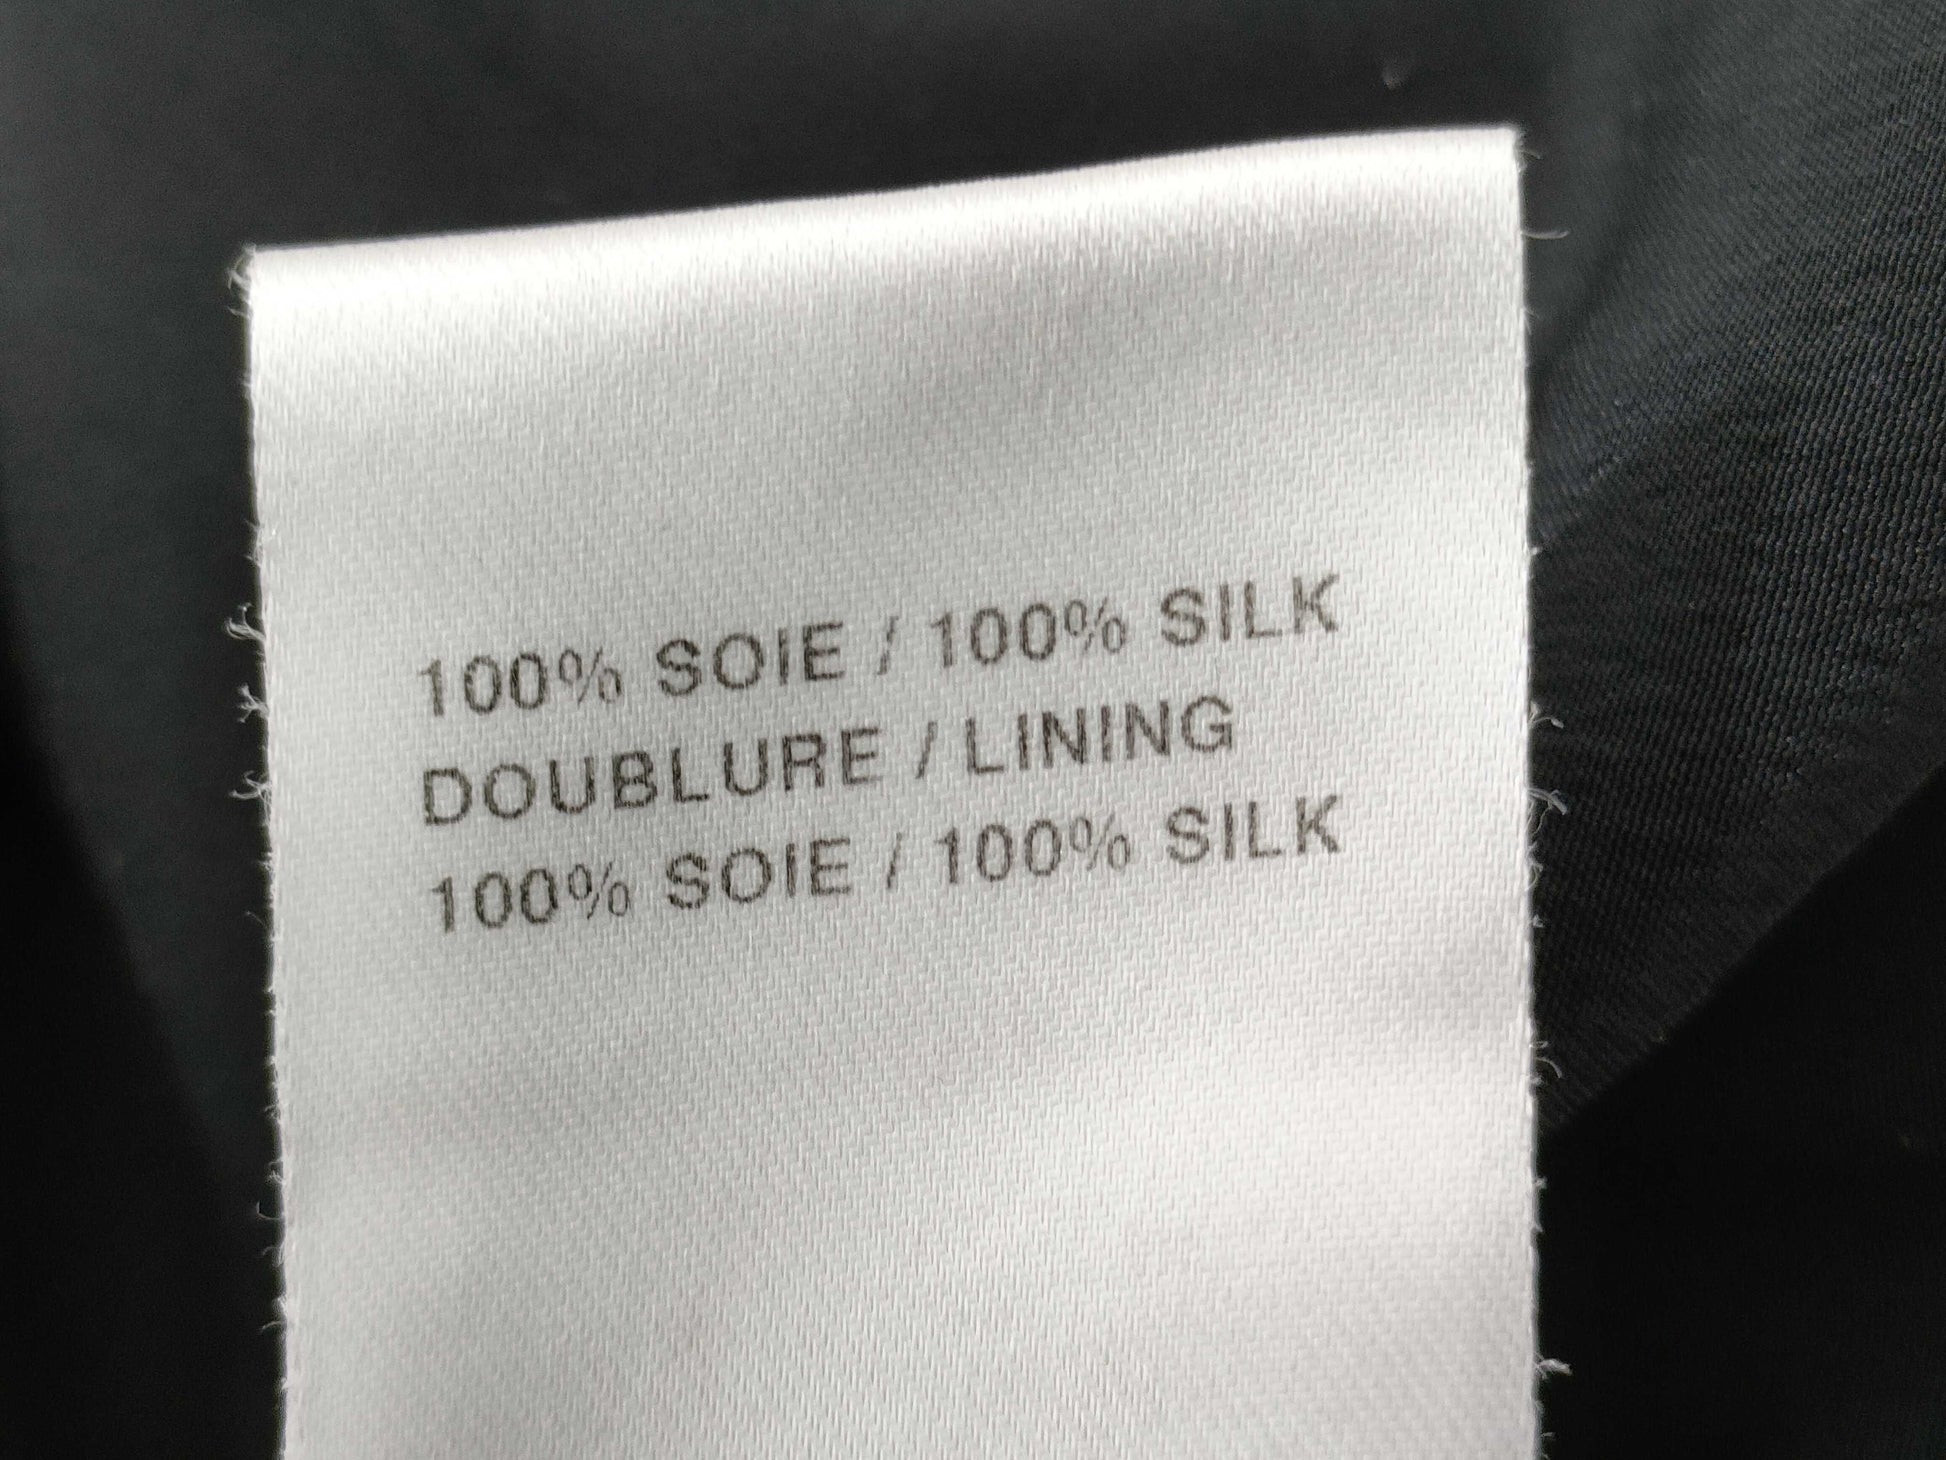 100% SOIE / 100% SILK
DOUBLURE / LINING
100% SOIE / 100% SILK